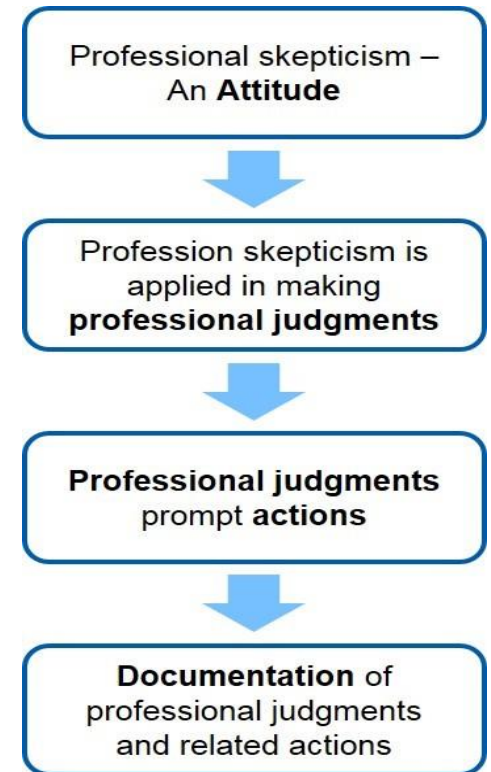 Professional skepticism –
An Attitude
Profession skepticism is
applied in making
professional judgments
Professional judgments
prompt actions
Documentation of
professional judgments
and related actions